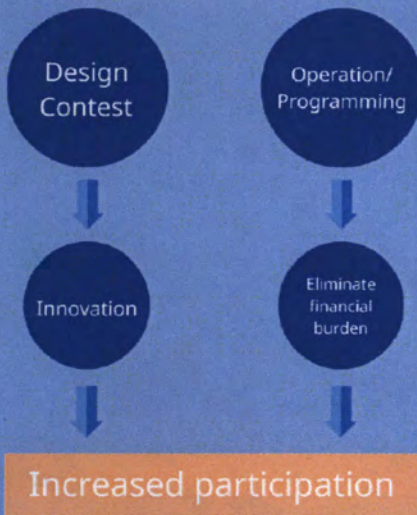 Design
Contest
Operation/
Programming
Innovation
Eliminate
financial
burden
Increased participation